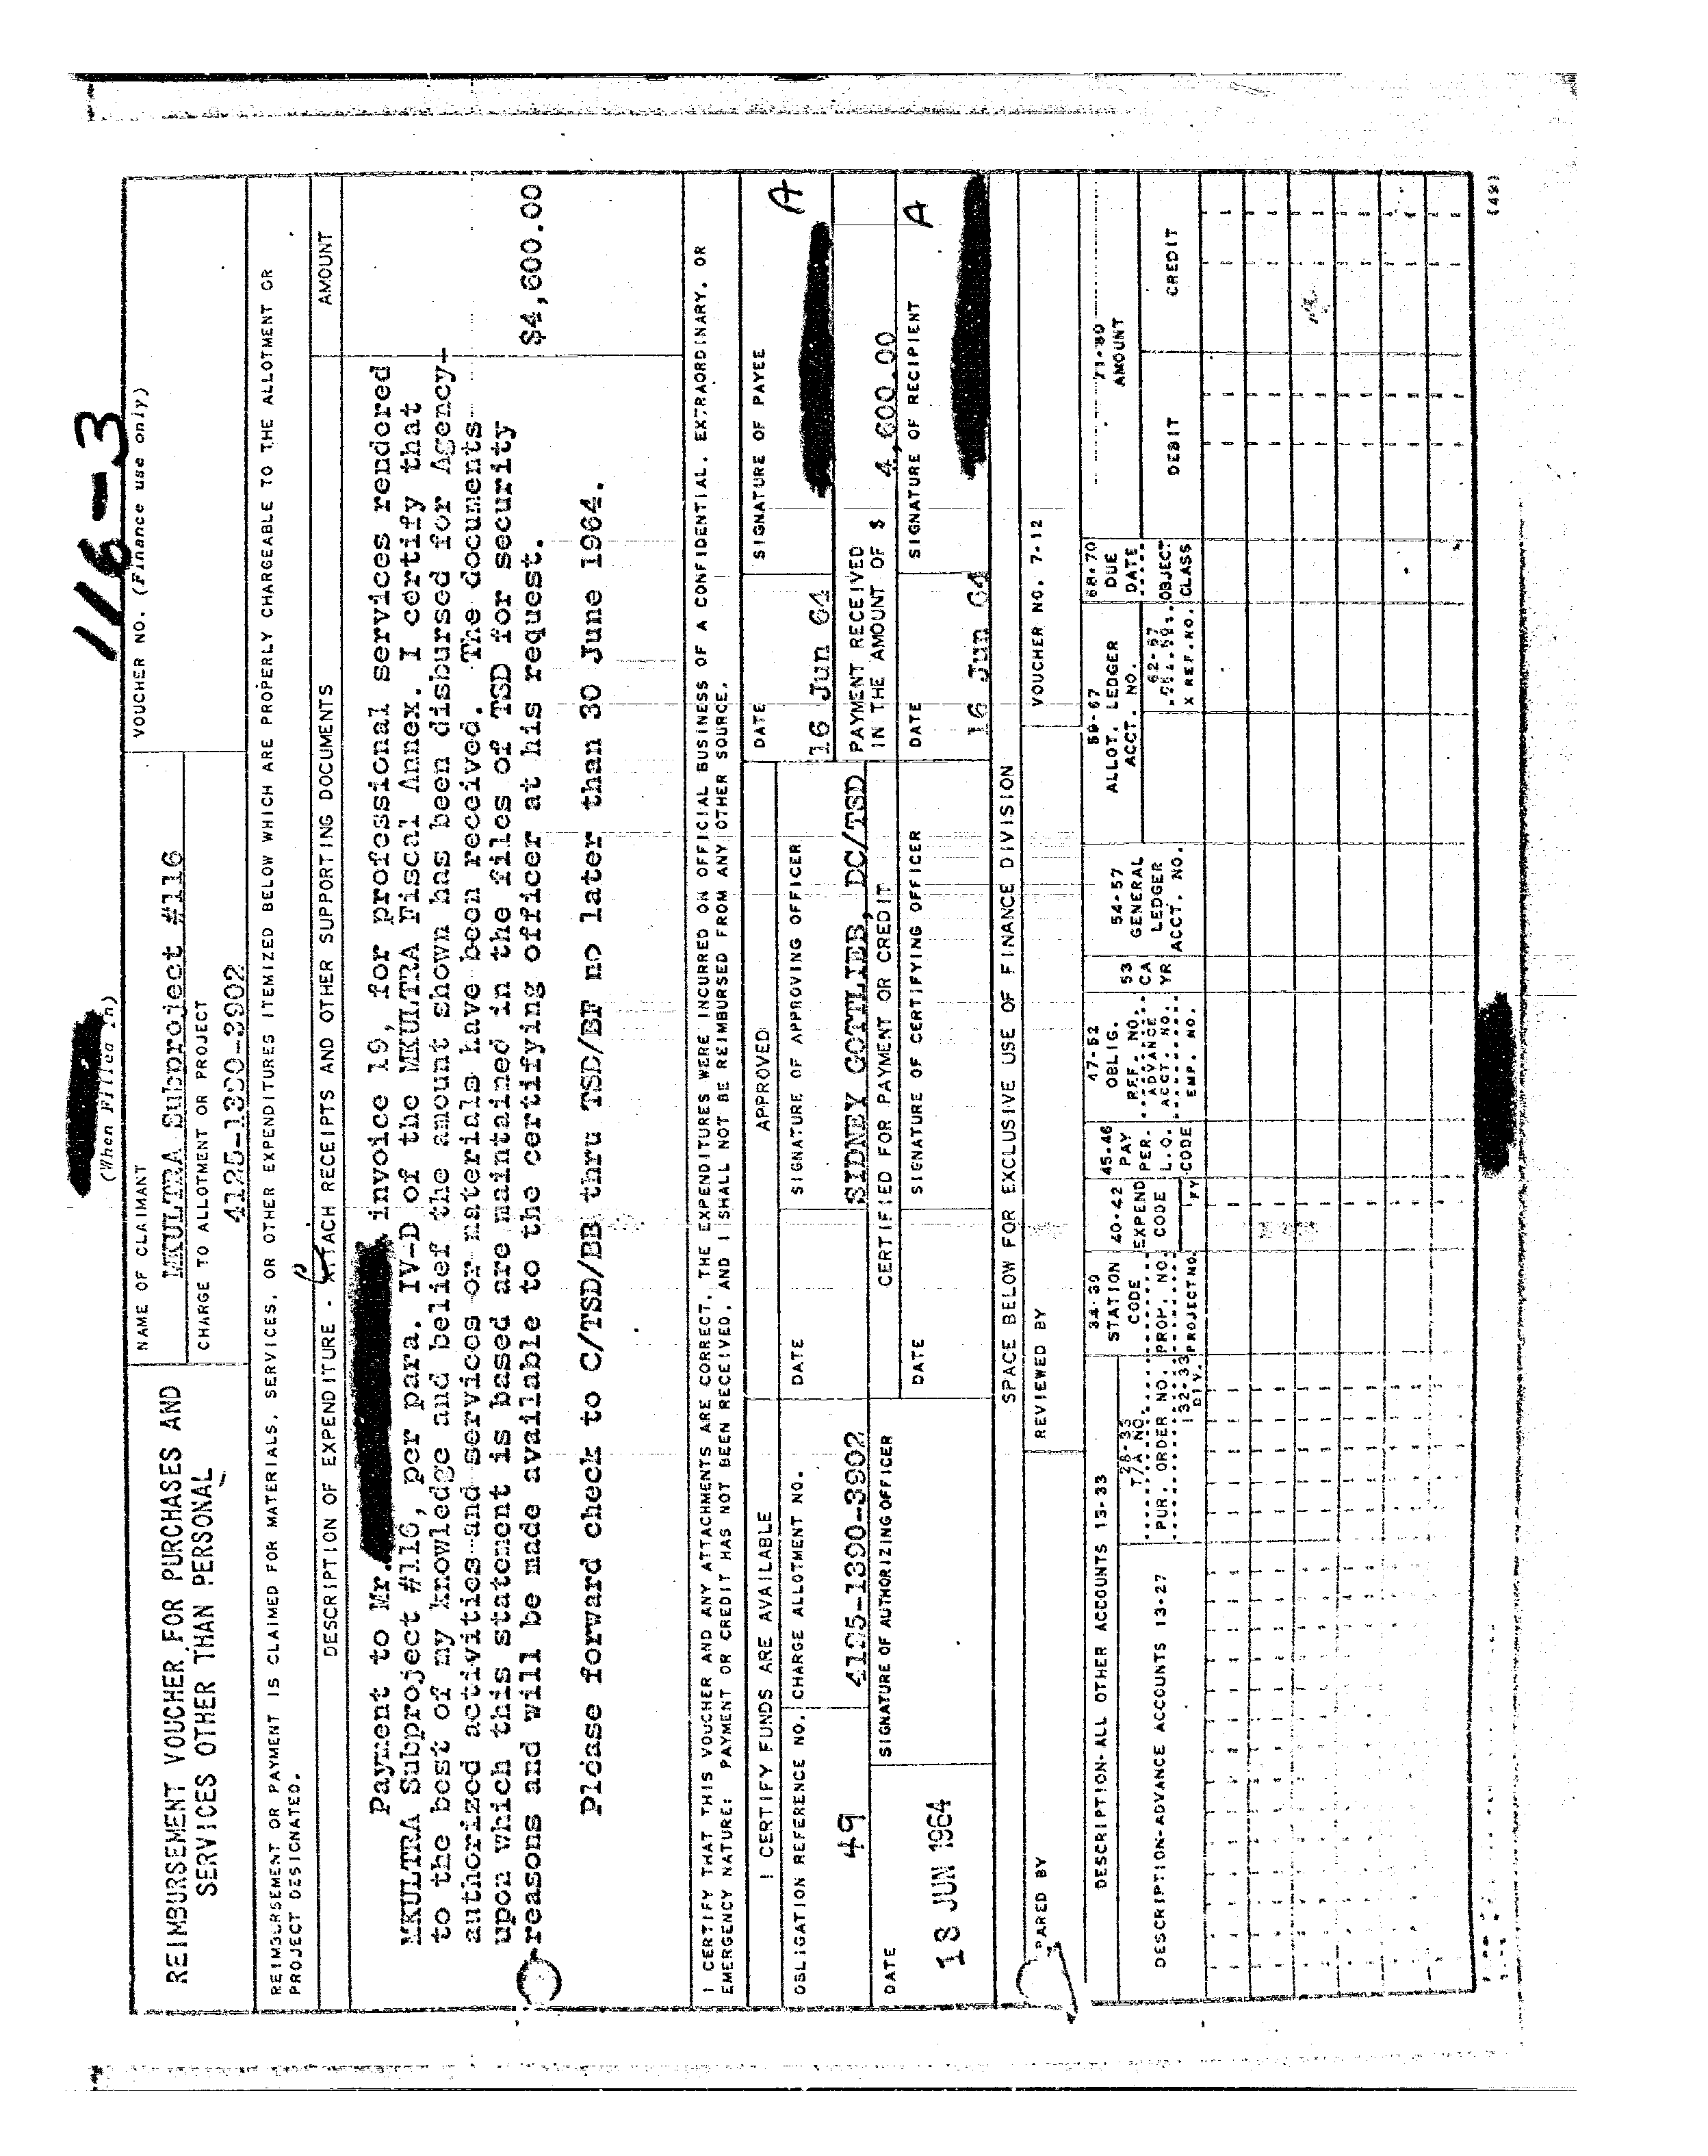 116-3
(When Filled In)
REIMBURSEMENT VOUCHER FOR PURCHASES AND
SERVICES OTHER THAN PERSONAL
NAME OF CLAIMANT
MKULTRA Subproject #116
CHARGE TO ALLOTMENT OR PROJECT
4125-1390-3902
VOUCHER NO. (Finance use only)
REIMBURSEMENT OR PAYMENT IS CLAIMED FOR MATERIALS, SERVICES, OR OTHER EXPENDITURES ITEMIZED BELOW WHICH ARE PROPERLY CHARGEABLE TO THE ALLOTMENT OR
PROJECT DESIGNATED.
DESCRIPTION OF EXPENDITURE - ATTACH RECEIPTS AND OTHER SUPPORTING DOCUMENTS
AMOUNT
Payment to Mr. invoice 19, for professional services rendered
MKULTRA Subproject #116, per para. IV-D of the MKULTRA Fiscal Annex. I certify that
to the best of my knowledge and belief the amount shown has been disbursed for Agency
authorized activities and services or materials have been received. The documents
upon which this statement is based are maintained in the files of TSD for security
reasons and will be made available to the certifying officer at his request.
$4,600.00
Please forward check to C/TSD/BB thru TSD/BF no later than 30 June 1964.
I CERTIFY THAT THIS VOUCHER AND ANY ATTACHMENTS ARE CORRECT, THE EXPENDITURES WERE INCURRED ON OFFICIAL BUSINESS OF A CONFIDENTIAL, EXTRAORDINARY, OR
EMERGENCY NATURE: PAYMENT OR CREDIT HAS NOT BEEN RECEIVED, AND I SHALL NOT BE REIMBURSED FROM ANY OTHER SOURCE.
I CERTIFY FUNDS ARE AVAILABLE
APPROVED
DATE
16 Jun 64
SIGNATURE OF PAYEE
A
OBLIGATION REFERENCE NO.
49
CHARGE ALLOTMENT NO.
4125-1390-3902
DATE
SIGNATURE OF APPROVING OFFICER
SIDNEY GOTTLIEB, DC/TSD
PAYMENT RECEIVED
IN THE AMOUNT OF $ 4,600.00
DATE
18 JUN 1964
SIGNATURE OF AUTHORIZING OFFICER
CERTIFIED FOR PAYMENT OR CREDIT
DATE
SIGNATURE OF CERTIFYING OFFICER
DATE
16 Jun 64
SIGNATURE OF RECIPIENT
A
SPACE BELOW FOR EXCLUSIVE USE OF FINANCE DIVISION
PARED BY
REVIEWED BY
VOUCHER NO. 7-12
DESCRIPTION-ALL OTHER ACCOUNTS 13-33
DESCRIPTION-ADVANCE ACCOUNTS 13-27
28-33
T/A NO.
PUR. ORDER NO.
32-33
DIV.
34-39
STATION
CODE
PROP. NO.
PROJECT NO.
40-42
EXPEND
CODE
FY
45-46
PAY
PER.
L.O.
CODE
47-52
OBLIG.
REF. NO.
ADVANCE
ACCT. NO.
EMP. NO.
53
CA
YR
54-57
GENERAL
LEDGER
ACCT. NO.
58-67
ALLOT. LEDGER
ACCT. NO.
62-67
X REF. NO.
68-70
DUE
DATE
OBJECT
CLASS
71-80
AMOUNT
DEBIT
CREDIT
(49)